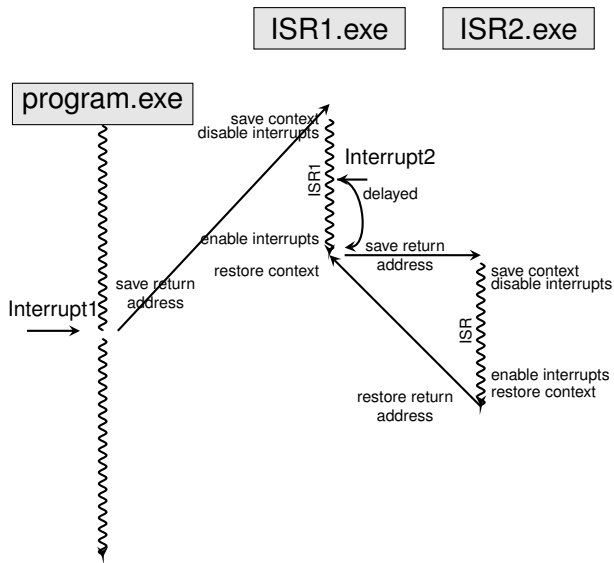 ISR1.exe
ISR2.exe
program.exe
save context
disable interrupts
ISR1
Interrupt2
delayed
enable interrupts
restore context
save return
address
save context
disable interrupts
save return
address
Interrupt1
ISR
enable interrupts
restore context
restore return
address